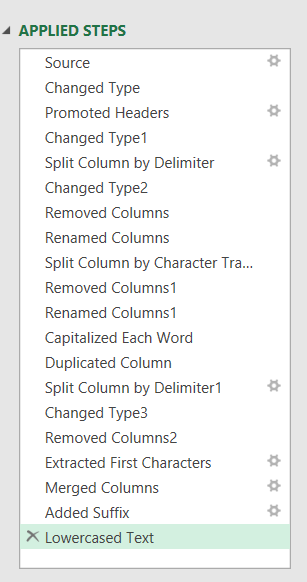 APPLIED STEPS
Source
Changed Type
Promoted Headers
Changed Type1
Split Column by Delimiter
Changed Type2
Removed Columns
Renamed Columns
Split Column by Character Tra...
Removed Columns1
Renamed Columns1
Capitalized Each Word
Duplicated Column
Split Column by Delimiter1
Changed Type3
Removed Columns2
Extracted First Characters
Merged Columns
Added Suffix
Lowercased Text